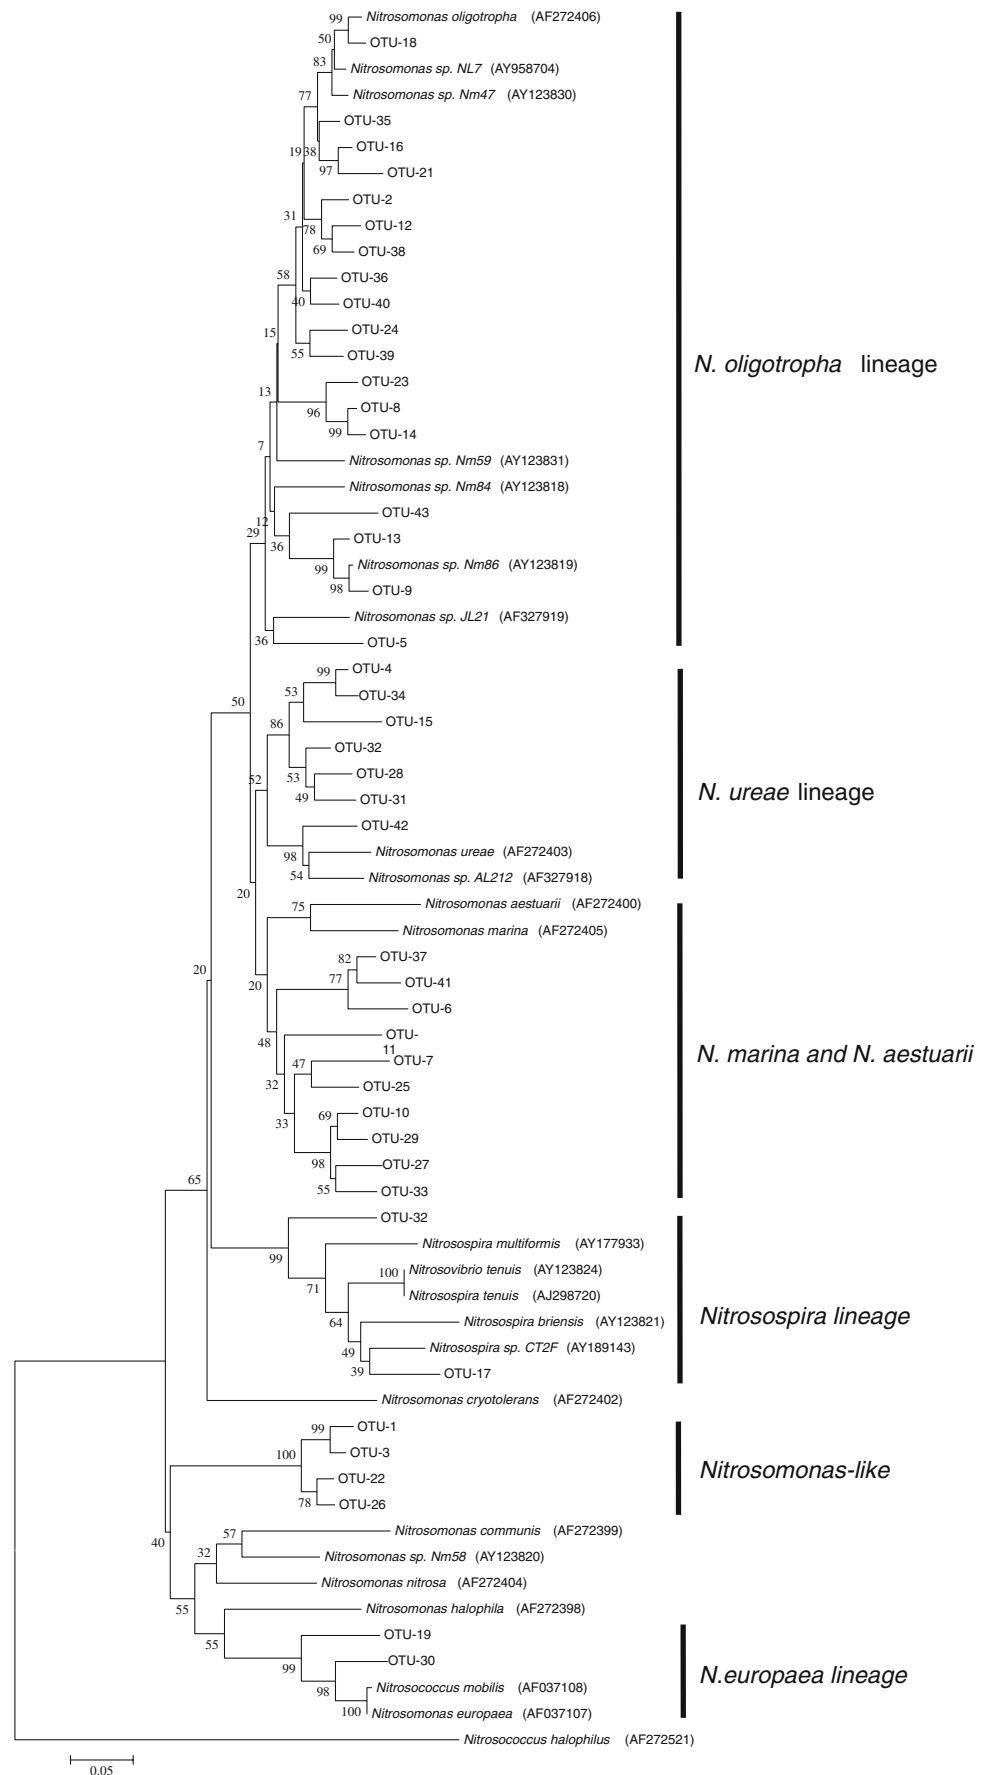 99 Nitrosomonas oligotropha (AF272406)
50 OTU-18
83 Nitrosomonas sp. NL7 (AY958704)
77 Nitrosomonas sp. Nm47 (AY123830)
OTU-35
19 38 OTU-16
97 OTU-21
OTU-2
31 78 OTU-12
69 OTU-38
58 OTU-36
40 OTU-40
15 OTU-24
55 OTU-39
N. oligotropha lineage
13 OTU-23
96 OTU-8
99 OTU-14
7 Nitrosomonas sp. Nm59 (AY123831)
Nitrosomonas sp. Nm84 (AY123818)
12 OTU-43
29 36 OTU-13
99 Nitrosomonas sp. Nm86 (AY123819)
98 OTU-9
Nitrosomonas sp. JL21 (AF327919)
36 OTU-5
99 OTU-4
53 OTU-34
50 86 OTU-15
OTU-32
52 53 OTU-28
49 OTU-31
N. ureae lineage
OTU-42
98 Nitrosomonas ureae (AF272403)
54 Nitrosomonas sp. AL212 (AF327918)
20 75 Nitrosomonas aestuarii (AF272400)
Nitrosomonas marina (AF272405)
82 OTU-37
20 20 77 OTU-41
OTU-6
48 OTU-
11
47 OTU-7
32 OTU-25
N. marina and N. aestuarii
33 69 OTU-10
OTU-29
98 OTU-27
65 55 OTU-33
OTU-32
99 Nitrosospira multiformis (AY177933)
71 100 Nitrosovibrio tenuis (AY123824)
Nitrosospira tenuis (AJ298720)
64 Nitrosospira briensis (AY123821)
49 Nitrosospira sp. CT2F (AY189143)
39 OTU-17
Nitrosospira lineage
Nitrosomonas cryotolerans (AF272402)
99 OTU-1
100 OTU-3
OTU-22
78 OTU-26
Nitrosomonas-like
40 57 Nitrosomonas communis (AF272399)
32 Nitrosomonas sp. Nm58 (AY123820)
Nitrosomonas nitrosa (AF272404)
55 Nitrosomonas halophila (AF272398)
55 OTU-19
99 OTU-30
98 Nitrosococcus mobilis (AF037108)
100 Nitrosomonas europaea (AF037107)
N.europaea lineage
Nitrosococcus halophilus (AF272521)
0.05